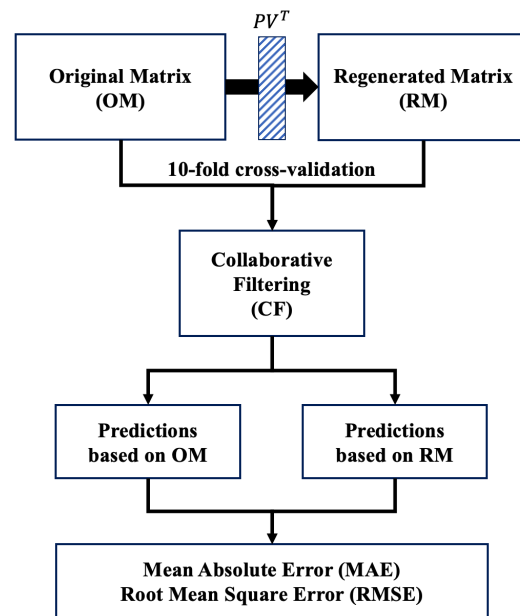 PVᵀ
Original Matrix
(OM)
Regenerated Matrix
(RM)
10-fold cross-validation
Collaborative
Filtering
(CF)
Predictions
based on OM
Predictions
based on RM
Mean Absolute Error (MAE)
Root Mean Square Error (RMSE)